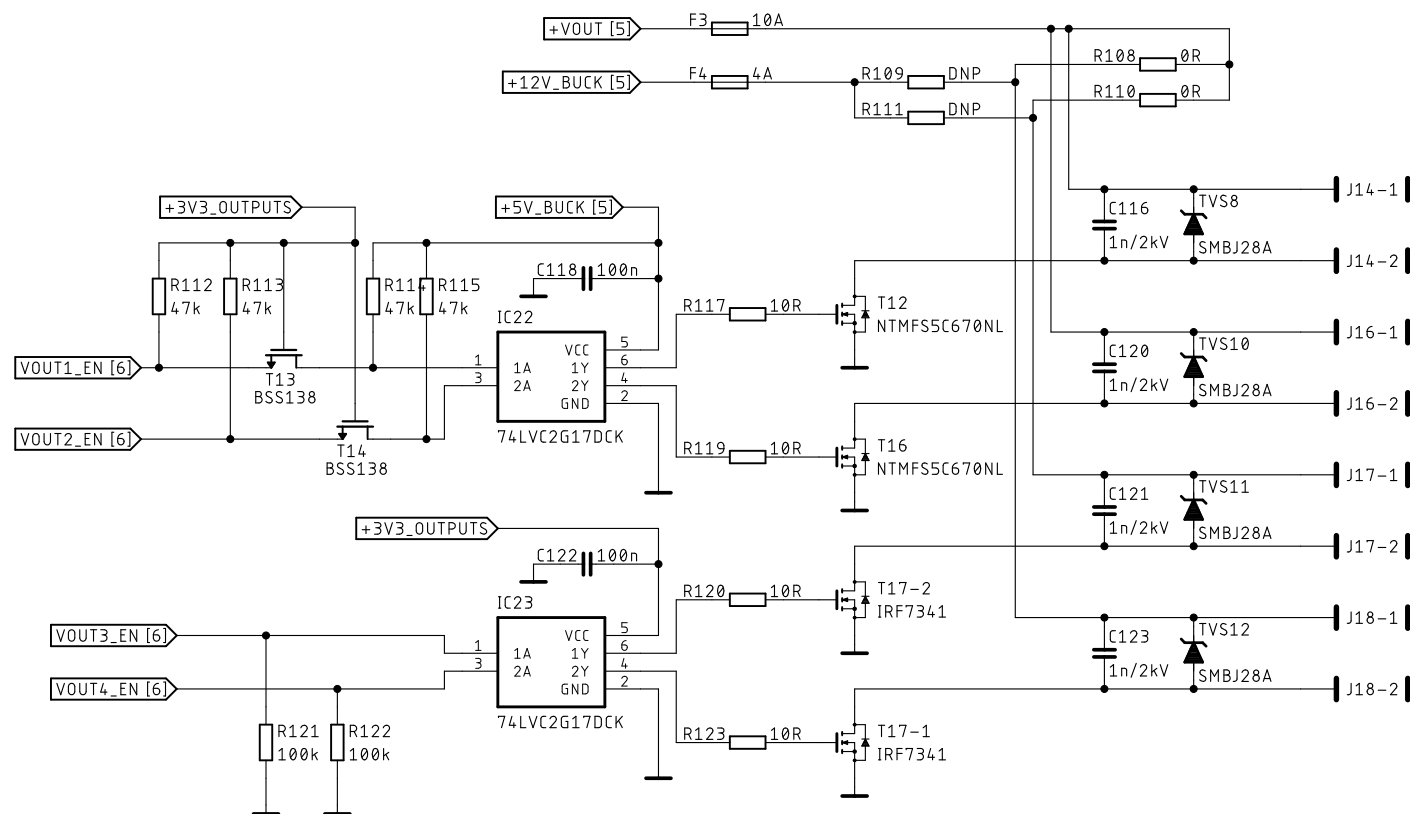 F3 10A
+VOUT [5]
R108 0R
F4 4A R109 DNP
+12V_BUCK [5]
R110 0R
R111 DNP
+3V3_OUTPUTS
+5V_BUCK [5]
J14-1
TVS8
C116
1n/2kV
SMBJ28A
J14-2
C118 100n
R112
47k
R113
47k
R114
47k
R115
47k
R117 10R
T12
NTMFS5C670NL
IC22
J16-1
TVS10
C120
1n/2kV
SMBJ28A
J16-2
VCC 5
1 1A 1Y 6
3 2A 2Y 4
GND 2
74LVC2G17DCK
VOUT1_EN [6]
T13
BSS138
VOUT2_EN [6]
T14
BSS138
R119 10R
T16
NTMFS5C670NL
J17-1
TVS11
C121
1n/2kV
SMBJ28A
J17-2
+3V3_OUTPUTS
C122 100n
R120 10R
T17-2
IRF7341
IC23
J18-1
TVS12
C123
1n/2kV
SMBJ28A
J18-2
VOUT3_EN [6]
VCC 5
1 1A 1Y 6
3 2A 2Y 4
GND 2
74LVC2G17DCK
VOUT4_EN [6]
R121
100k
R122
100k
R123 10R
T17-1
IRF7341